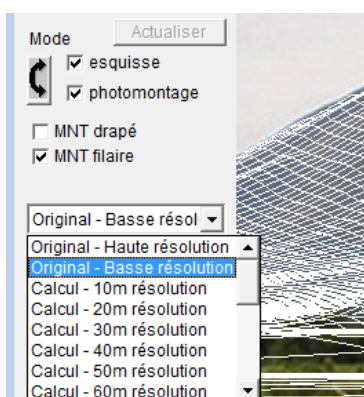 Mode
Actualiser
esquisse
photomontage
MNT drapé
MNT filaire
Original - Basse résol
Original - Haute résolution
Original - Basse résolution
Calcul - 10m résolution
Calcul - 20m résolution
Calcul - 30m résolution
Calcul - 40m résolution
Calcul - 50m résolution
Calcul - 60m résolution